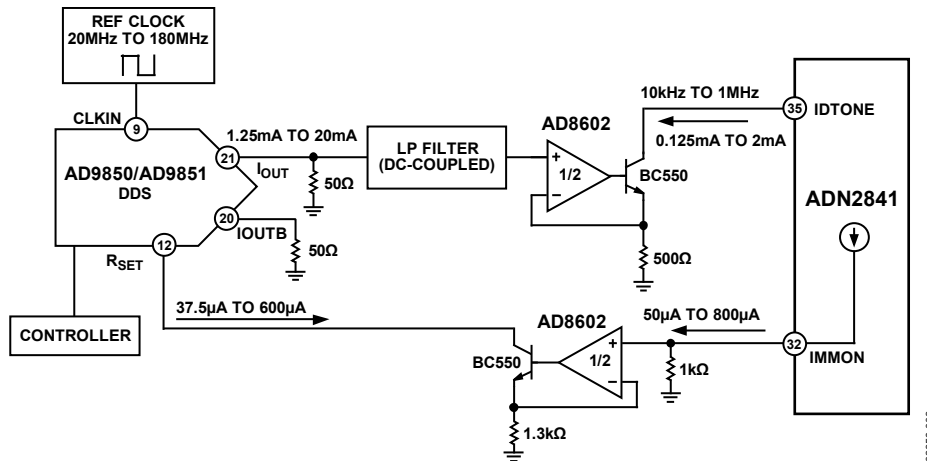 REF CLOCK
20MHz TO 180MHz
CLKIN
9
AD9850/AD9851
DDS
21
IOUT
20
IOUTB
12
RSET
CONTROLLER
1.25mA TO 20mA
50Ω
50Ω
LP FILTER
(DC-COUPLED)
AD8602
+
1/2
–
BC550
500Ω
10kHz TO 1MHz
0.125mA TO 2mA
35
IDTONE
ADN2841
37.5µA TO 600µA
BC550
AD8602
+
1/2
–
1.3kΩ
50µA TO 800µA
1kΩ
32
IMMON